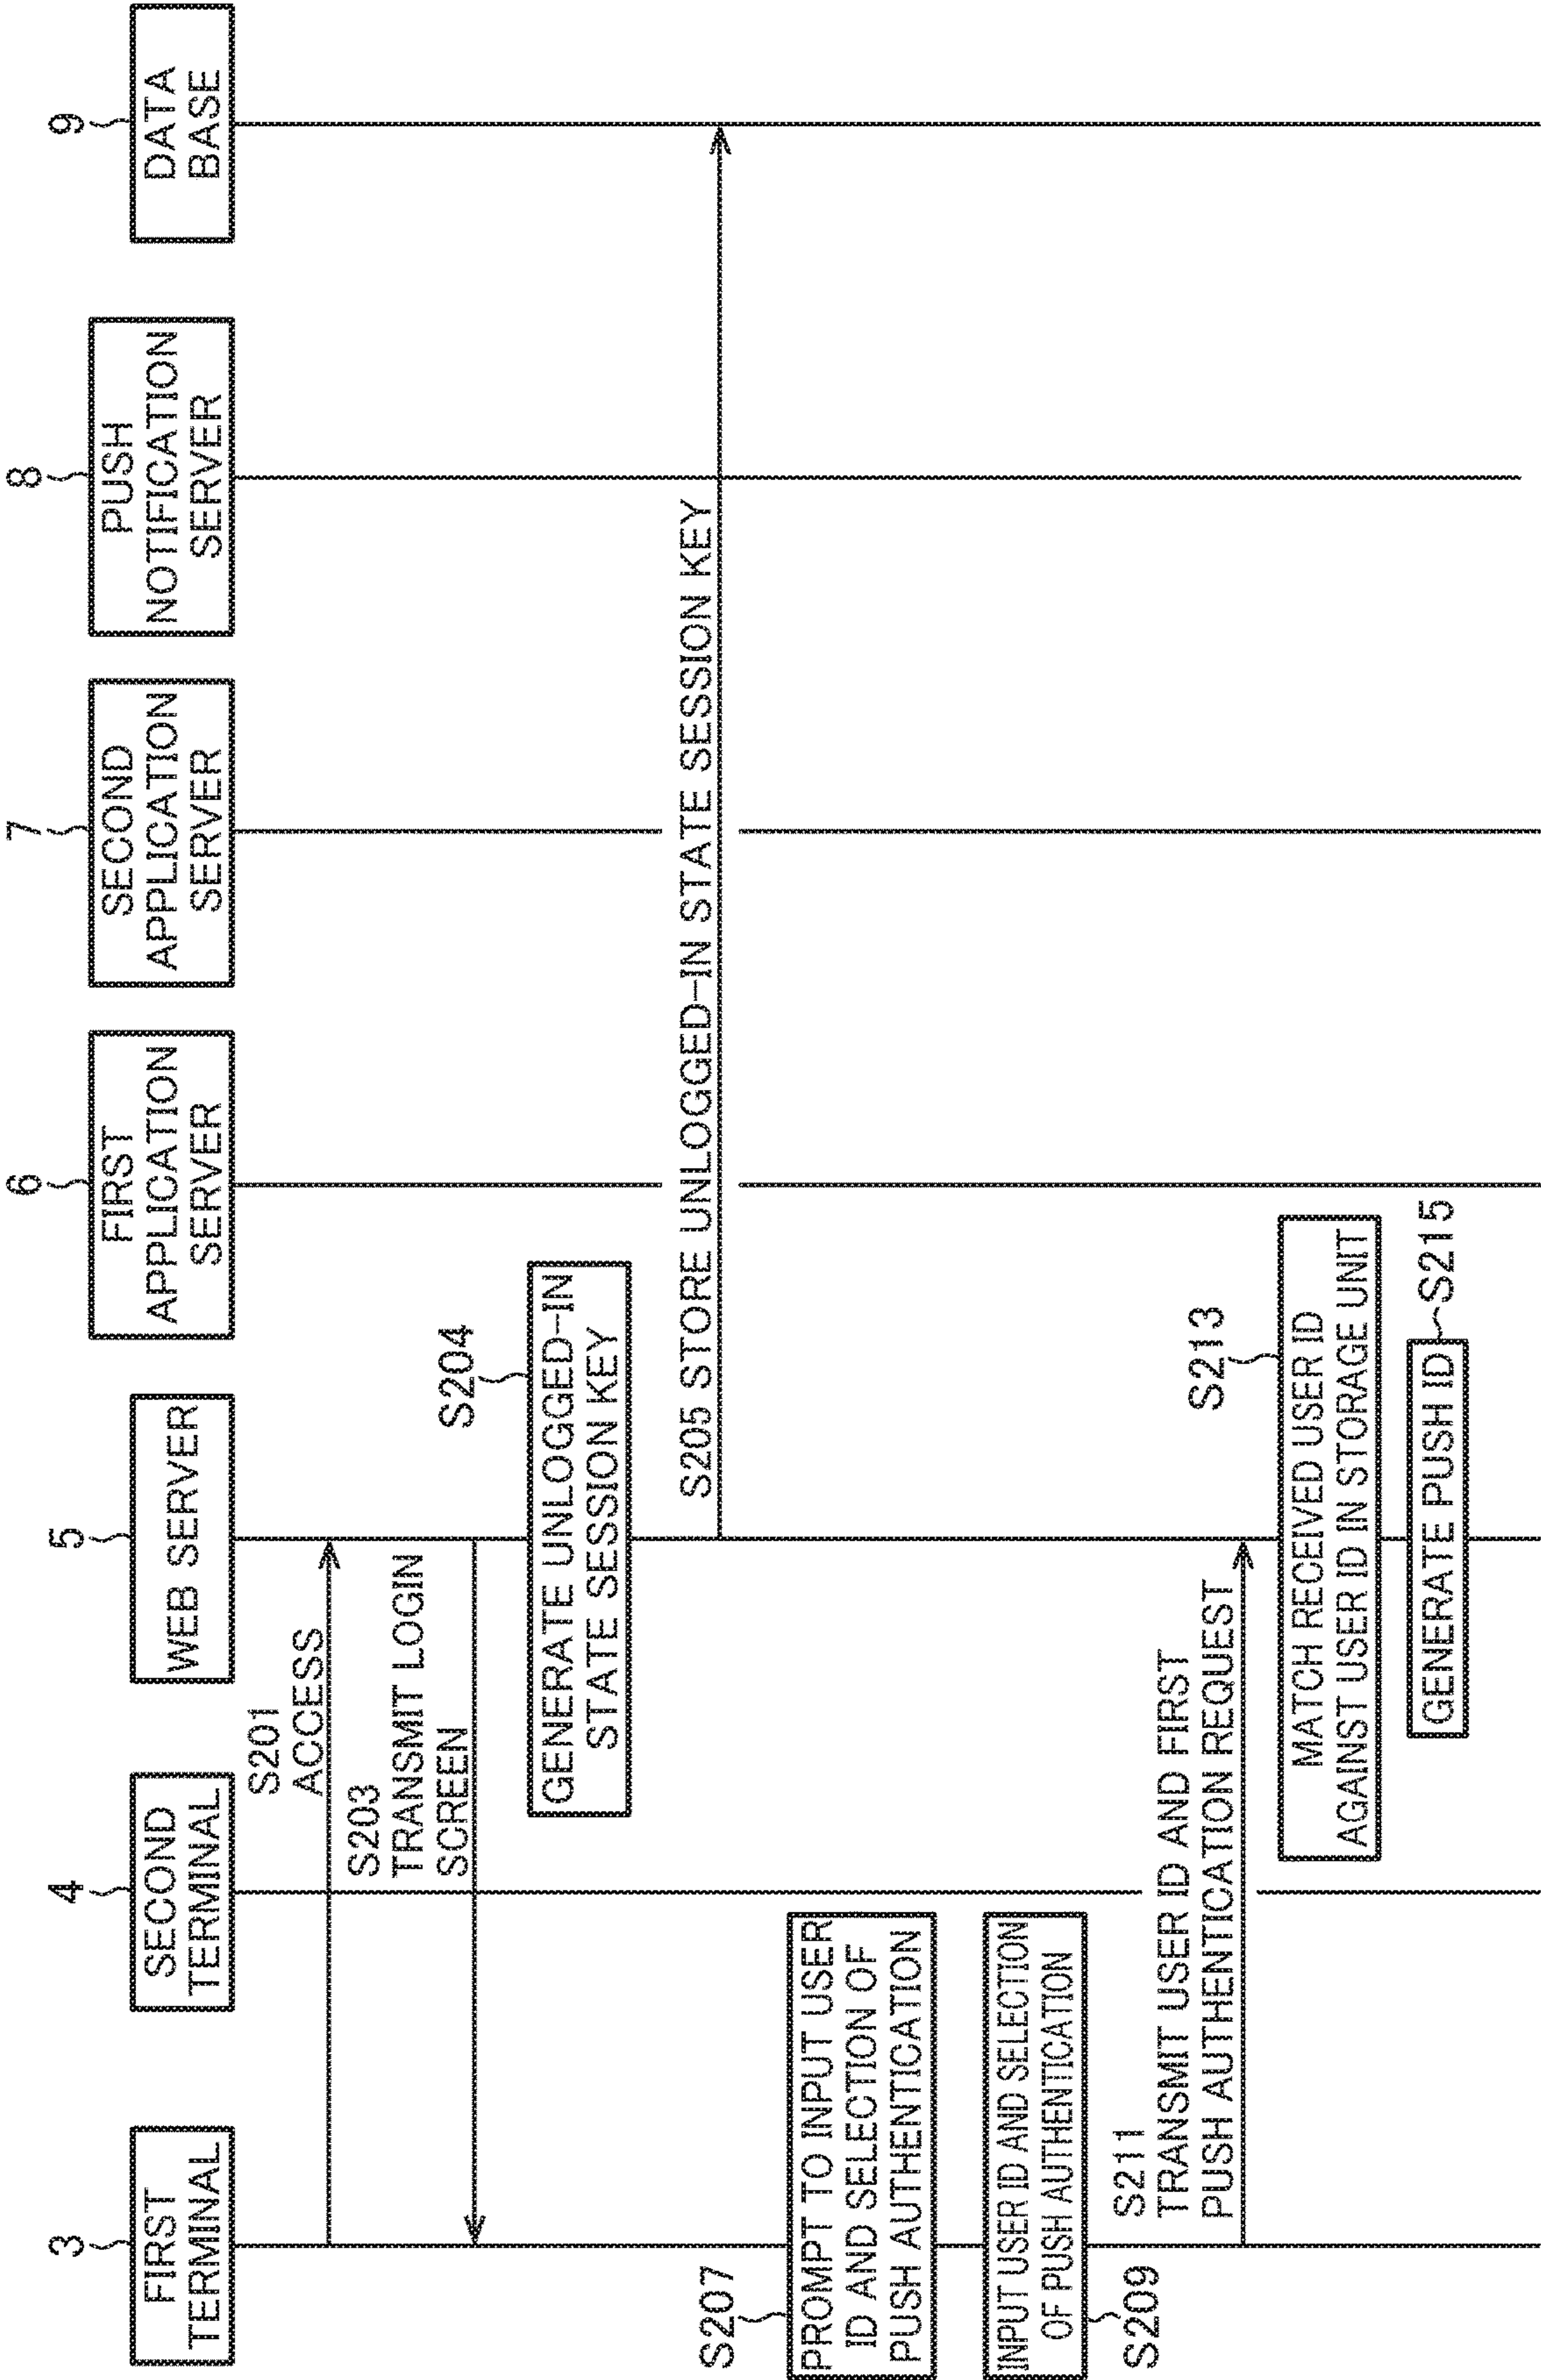 3
FIRST
TERMINAL
4
SECOND
TERMINAL
5
WEB SERVER
6
FIRST
APPLICATION
SERVER
7
SECOND
APPLICATION
SERVER
8
PUSH
NOTIFICATION
SERVER
9
DATA
BASE
S201
ACCESS
S203
TRANSMIT LOGIN
SCREEN
S204
GENERATE UNLOGGED-IN
STATE SESSION KEY
S205 STORE UNLOGGED-IN STATE SESSION KEY
S207
PROMPT TO INPUT USER
ID AND SELECTION OF
PUSH AUTHENTICATION
INPUT USER ID AND SELECTION
OF PUSH AUTHENTICATION
S209
S211
TRANSMIT USER ID AND FIRST
PUSH AUTHENTICATION REQUEST
S213
MATCH RECEIVED USER ID
AGAINST USER ID IN STORAGE UNIT
GENERATE PUSH ID
S215